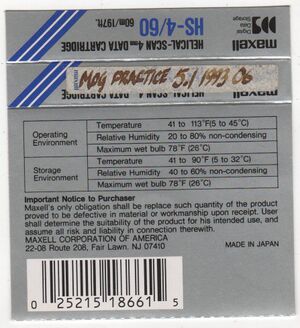 HS-4/60
60m/197ft.
HELICAL-SCAN 4mm DATA CARTRIDGE
maxell
DDS
Digital
Data
Storage
HELICAL-SCAN 4mm DATA CARTRIDGE
maxell
MPG PRACTICE 5.1 1993 C6
Operating
Environment
Temperature 41 to 113°F(5 to 45°C)
Relative Humidity 20 to 80% non-condensing
Maximum wet bulb 78°F (26°C)
Storage
Environment
Temperature 41 to 90°F (5 to 32°C)
Relative Humidity 40 to 60% non-condensing
Maximum wet bulb 78°F (26°C)
Important Notice to Purchaser
Maxell's only obligation shall be replace such quantity of the product
proved to be defective in material or workmanship upon receipt. User
shall determine the suitability of the product for his intended use, and
assume all risk and liability in connection therewith.
MAXELL CORPORATION OF AMERICA
22-08 Route 208, Fair Lawn. NJ 07410
MADE IN JAPAN
0 25215 18661 5